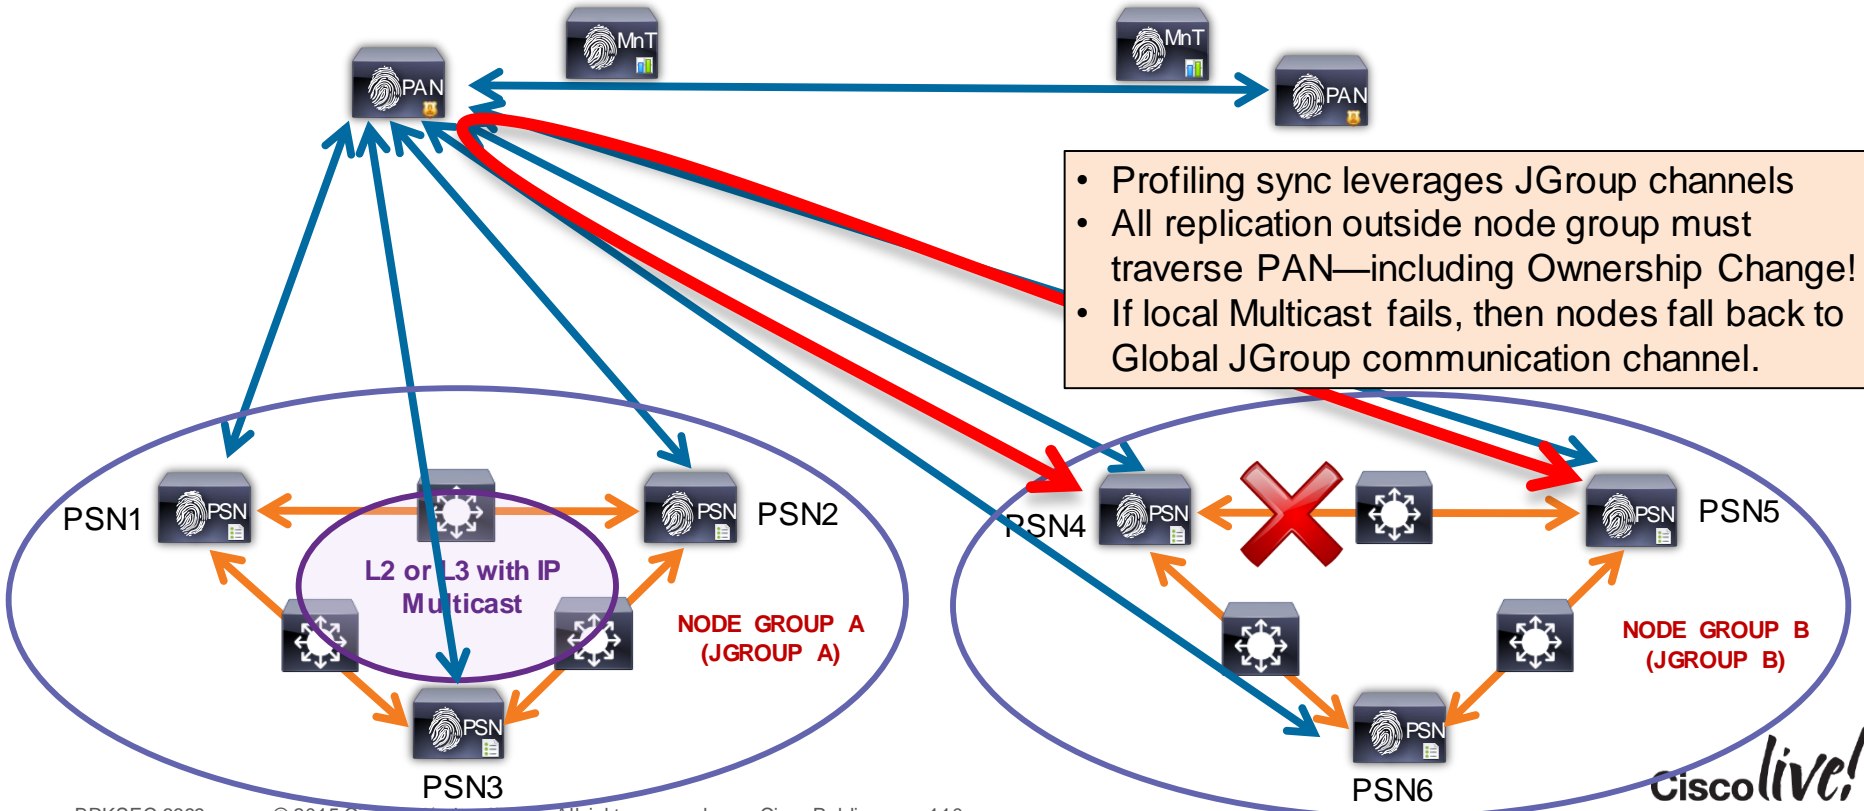 MnT
MnT
PAN
PAN
• Profiling sync leverages JGroup channels
• All replication outside node group must
traverse PAN—including Ownership Change!
• If local Multicast fails, then nodes fall back to
Global JGroup communication channel.
PSN1
PSN
PSN
PSN2
PSN4
PSN
PSN
PSN5
L2 or L3 with IP
Multicast
NODE GROUP A
(JGROUP A)
NODE GROUP B
(JGROUP B)
PSN
PSN3
PSN
PSN6
Cisco live!